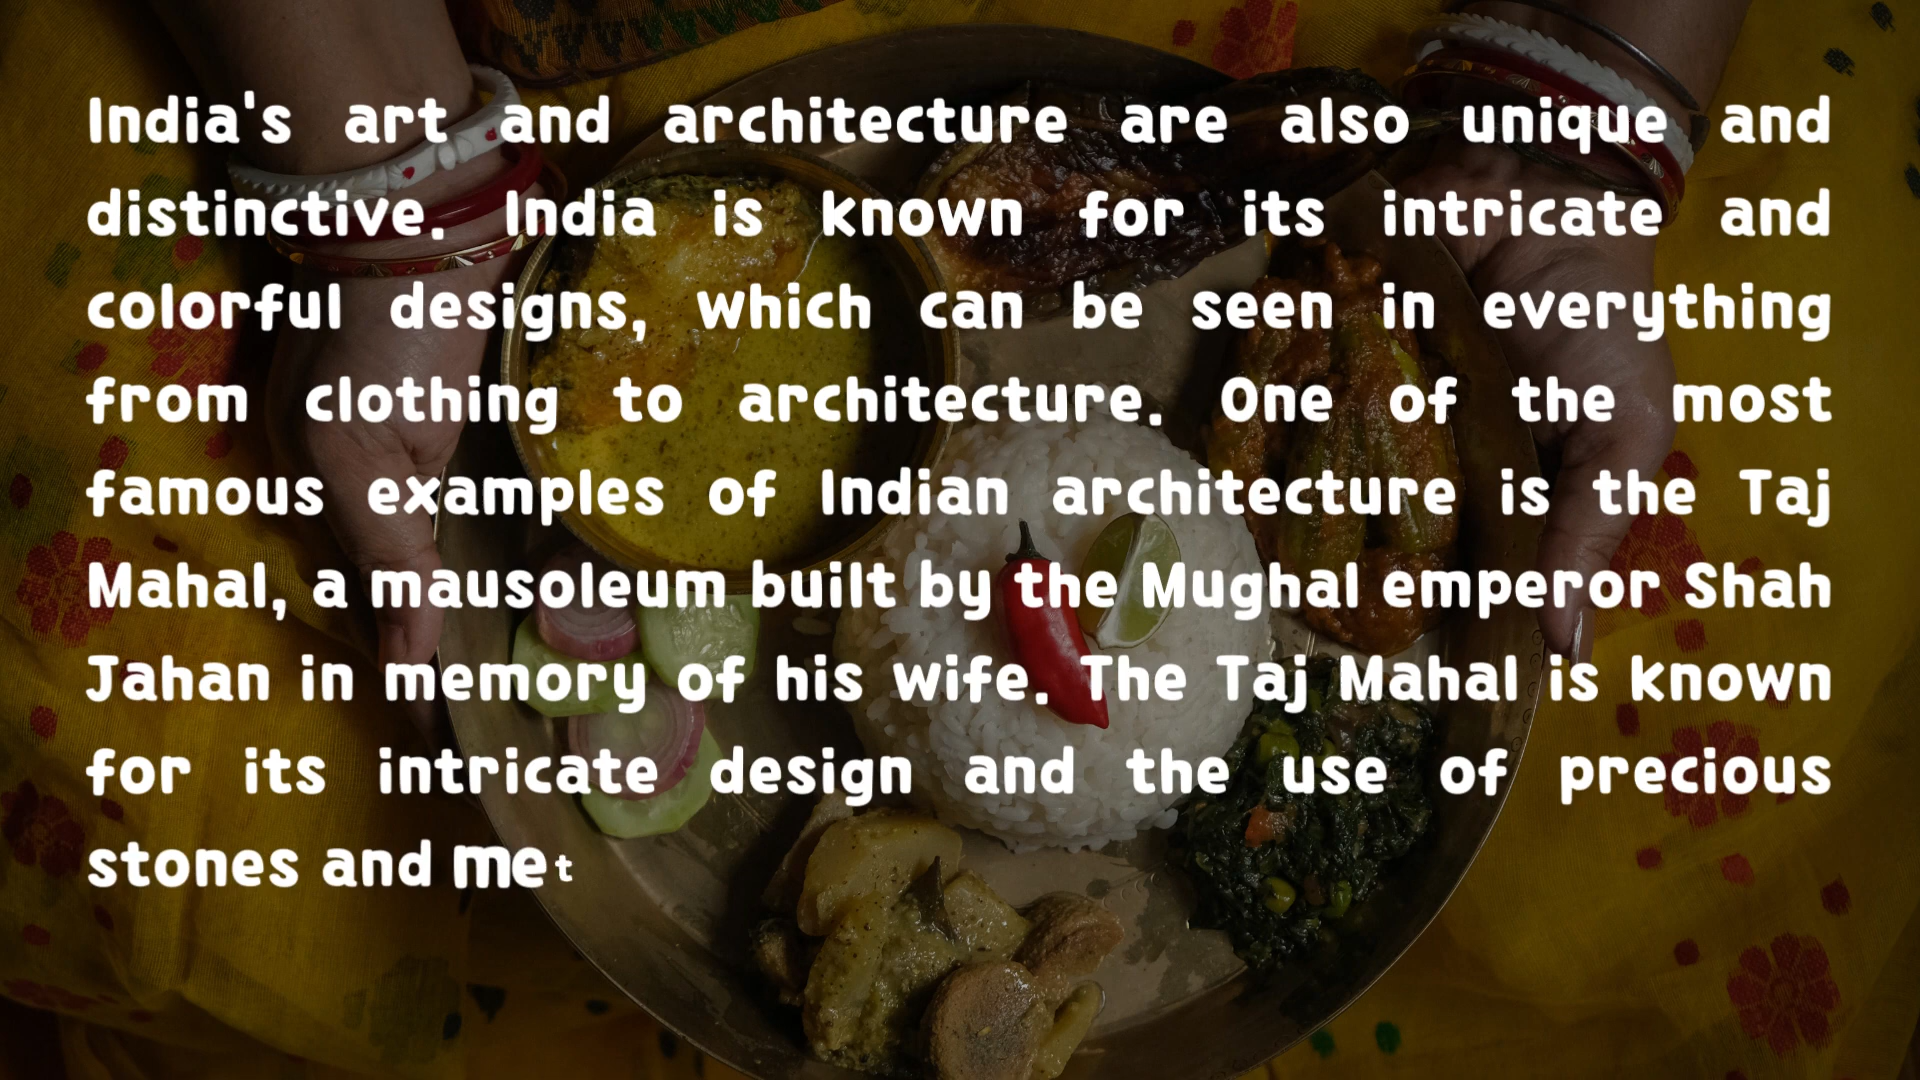 India's art and architecture are also unique and
distinctive. India is known for its intricate and
colorful designs, which can be seen in everything
from clothing to architecture. One of the most
famous examples of Indian architecture is the Taj
Mahal, a mausoleum built by the Mughal emperor Shah
Jahan in memory of his wife. The Taj Mahal is known
for its intricate design and the use of precious
stones and met